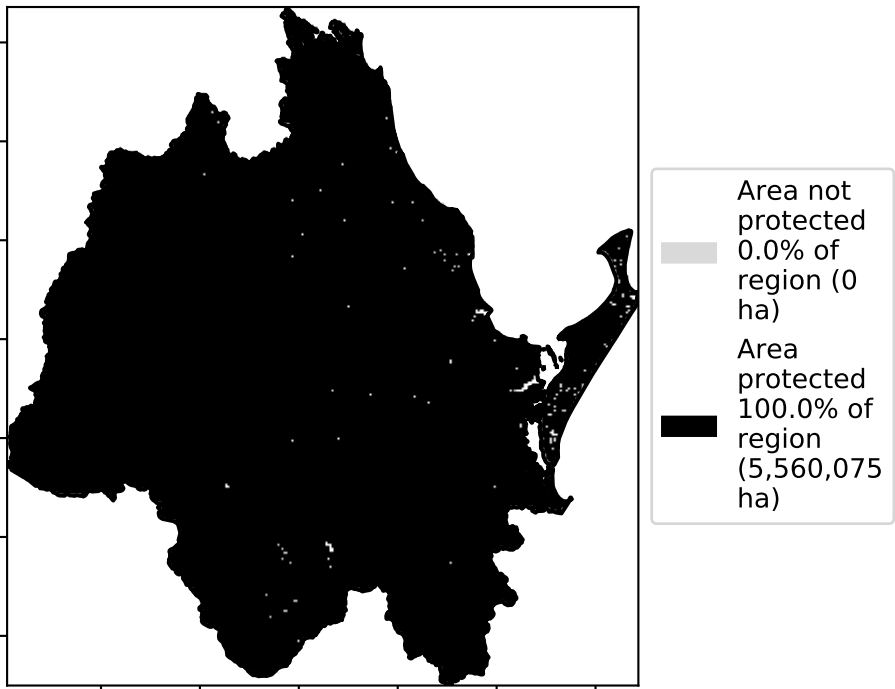 Area not
protected
0.0% of
region (0
ha)
Area
protected
100.0% of
region
(5,560,075
ha)